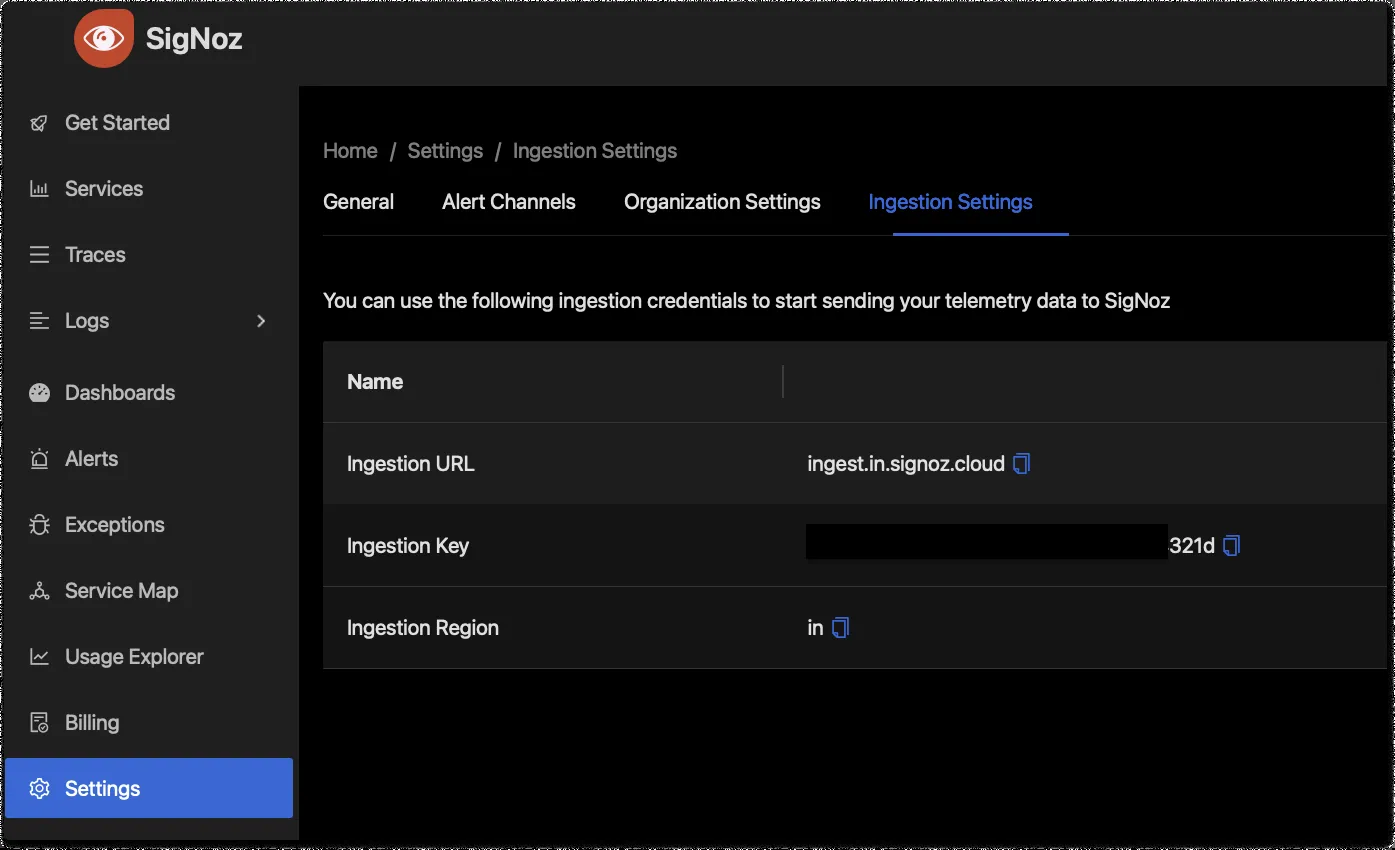 SigNoz
Get Started
Services
Traces
Logs
Dashboards
Alerts
Exceptions
Service Map
Usage Explorer
Billing
Settings
Home / Settings / Ingestion Settings
General Alert Channels Organization Settings Ingestion Settings
You can use the following ingestion credentials to start sending your telemetry data to SigNoz
Name
Ingestion URL ingest.in.signoz.cloud
Ingestion Key 321d
Ingestion Region in